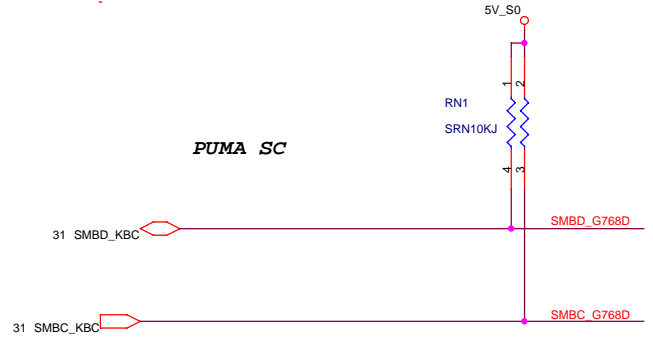 5V_S0
1
2
RN1
SRN10KJ
PUMA SC
4
3
31 SMBD_KBC
SMBD_G768D
31 SMBC_KBC
SMBC_G768D